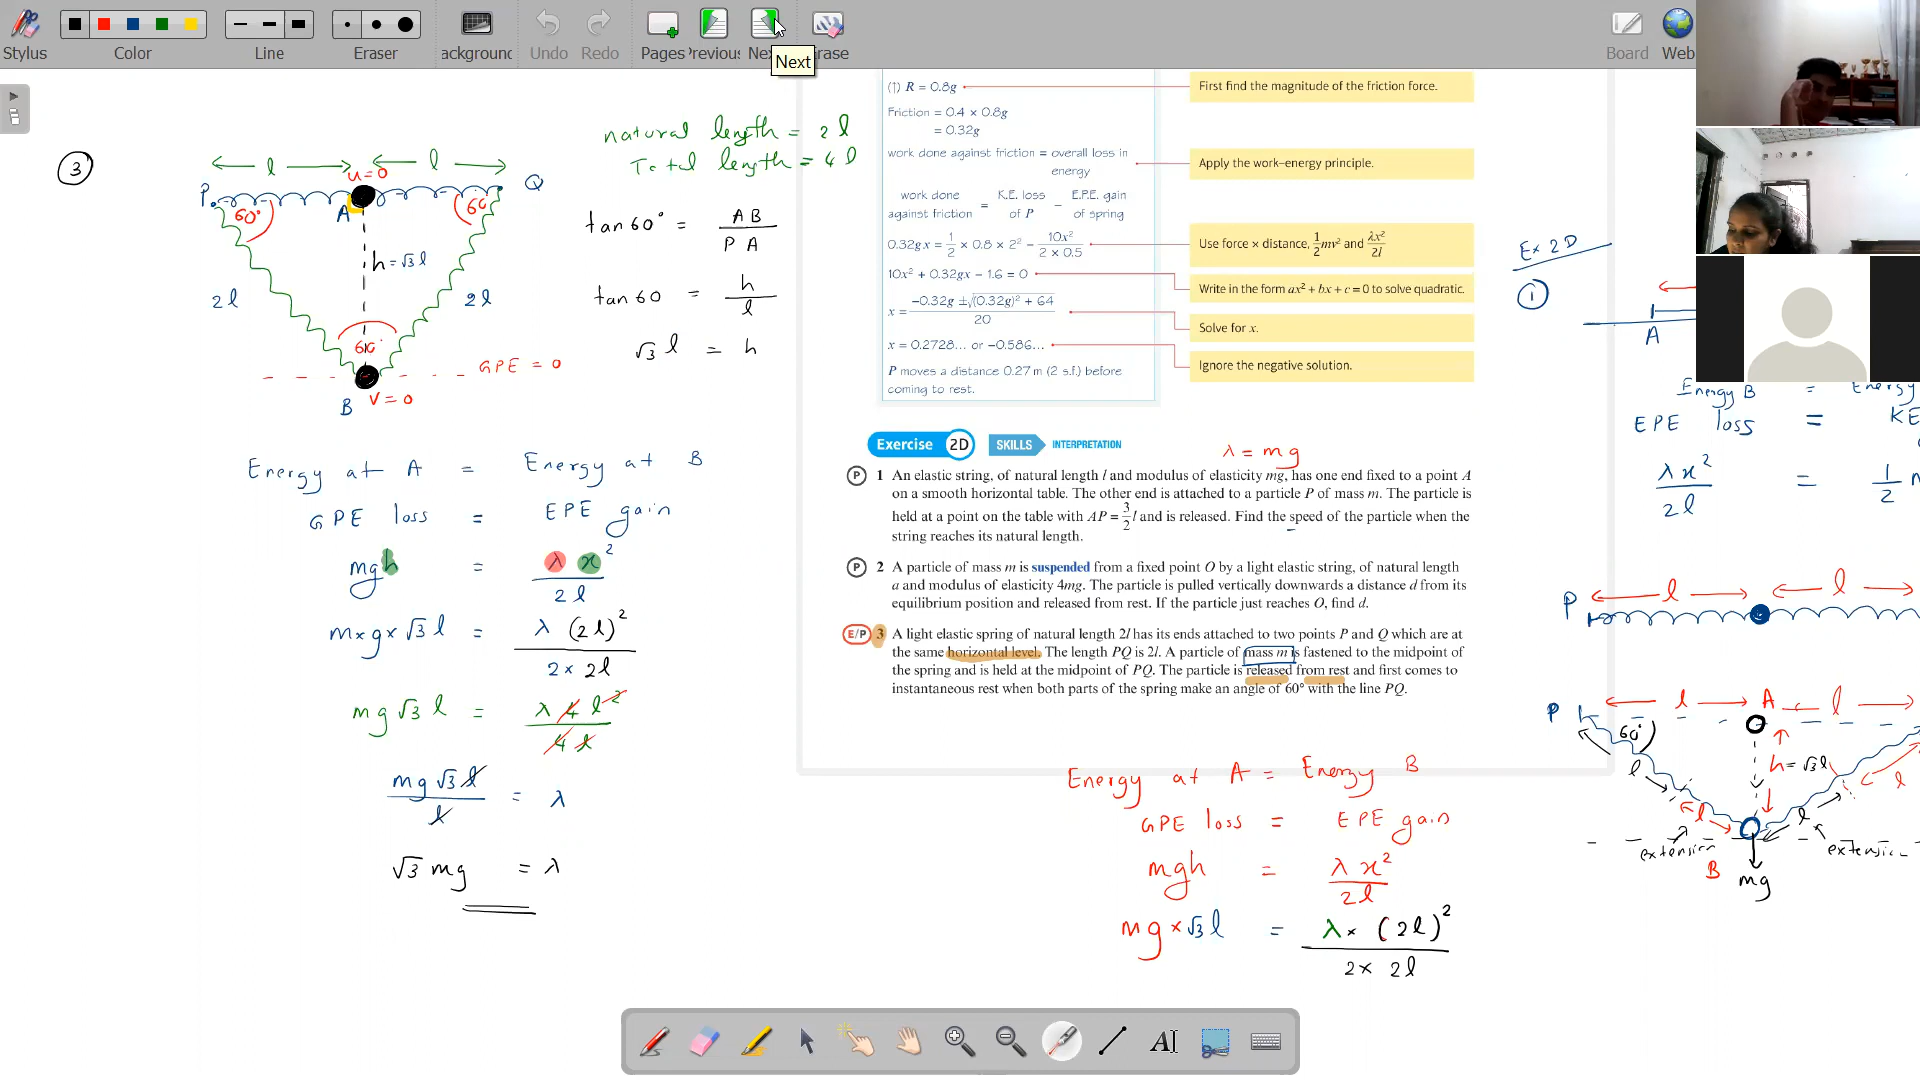 Stylus
Color
Line
Eraser
ackground
Undo
Redo
Pages
Previous
Next
rase
Board
Web
Next
3
natural length = 2l
Total length = 4l
l
l
u=0
P
Q
60°
60
A
h=√3l
2l
2l
60°
GPE = 0
B
V=0
tan60° = AB / PA
tan60 = h / l
√3 l = h
Energy at A = Energy at B
GPE loss = EPE gain
mgh = λx² / 2l
m×g×√3l = λ(2l)² / 2×2l
mg√3l = λ4l² / 4l
mg√3l / l = λ
√3mg = λ
(↑) R = 0.8g
First find the magnitude of the friction force.
Friction = 0.4 × 0.8g
= 0.32g
work done against friction = overall loss in
energy
Apply the work–energy principle.
work done against friction = K.E. loss of P − E.P.E. gain of spring
0.32gx = 1/2 × 0.8 × 2² − 10x² / 2 × 0.5
Use force × distance, 1/2mv² and λx²/2l
10x² + 0.32gx − 1.6 = 0
Write in the form ax² + bx + c = 0 to solve quadratic.
x = −0.32g ±√(0.32g)² + 64 / 20
Solve for x.
x = 0.2728... or −0.586...
Ignore the negative solution.
P moves a distance 0.27 m (2 s.f.) before
coming to rest.
Exercise 2D SKILLS INTERPRETATION
λ = mg
P 1 An elastic string, of natural length l and modulus of elasticity mg, has one end fixed to a point A
on a smooth horizontal table. The other end is attached to a particle P of mass m. The particle is
held at a point on the table with AP = 3/2 l and is released. Find the speed of the particle when the
string reaches its natural length.
P 2 A particle of mass m is suspended from a fixed point O by a light elastic string, of natural length
a and modulus of elasticity 4mg. The particle is pulled vertically downwards a distance d from its
equilibrium position and released from rest. If the particle just reaches O, find d.
E/P 3 A light elastic spring of natural length 2l has its ends attached to two points P and Q which are at
the same horizontal level. The length PQ is 2l. A particle of mass m is fastened to the midpoint of
the spring and is held at the midpoint of PQ. The particle is released from rest and first comes to
instantaneous rest when both parts of the spring make an angle of 60° with the line PQ.
Energy at A = Energy B
GPE loss = EPE gain
mgh = λx² / 2l
mg×√3l = λ×(2l)² / 2×2l
Ex 2D
1
A
Energy B = Energy
EPE loss = KE
λx² / 2l = 1/2
P
l
l
P
l
A
l
60°
h=√3l
l
l
l
l
extension
extension
B
mg